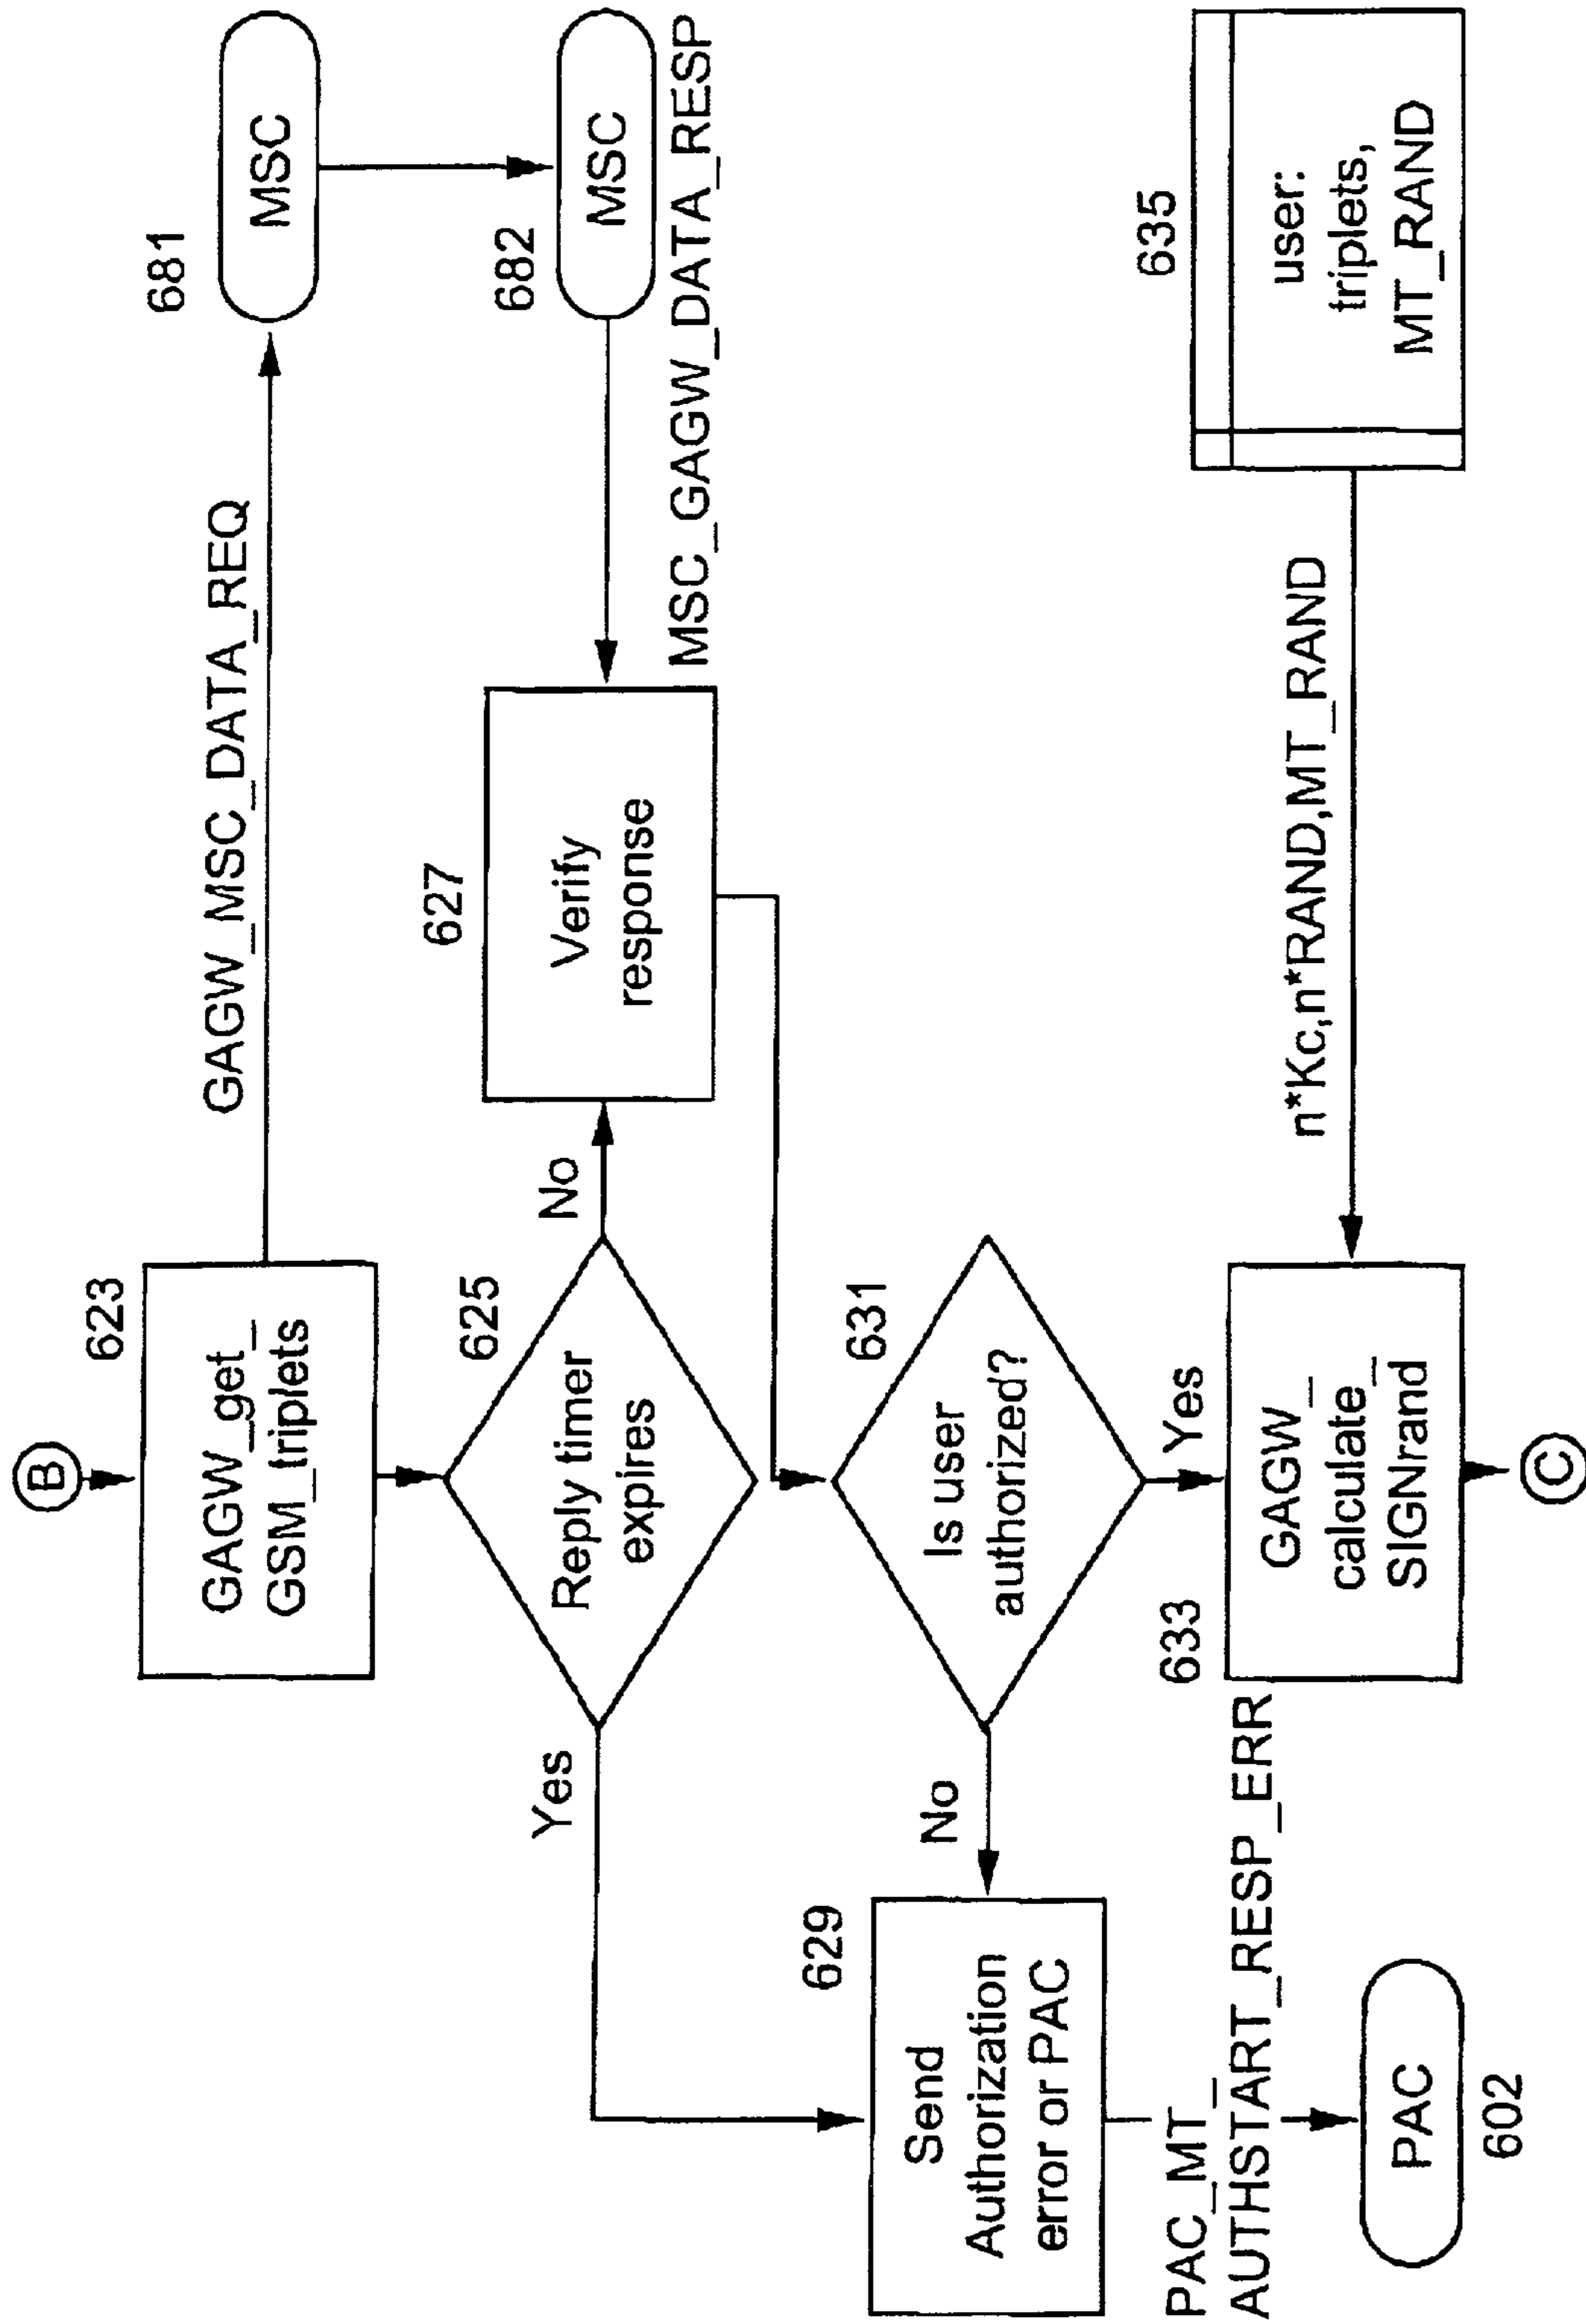 B
623
GAGW_get_
GSM_triplets
GAGW_MSC_DATA_REQ
681
MSC
625
Reply timer
expires
Yes
No
627
Verify
response
682
MSC
MSC_GAGW_DATA_RESP
629
Send
Authorization
error or PAC
No
631
Is user
authorized?
Yes
PAC_MT_
AUTHSTART_RESP_ERR
PAC
602
633
GAGW_
calculate_
SIGNrand
C
n*Kc,n*RAND,MT_RAND
635
user:
triplets,
MT_RAND